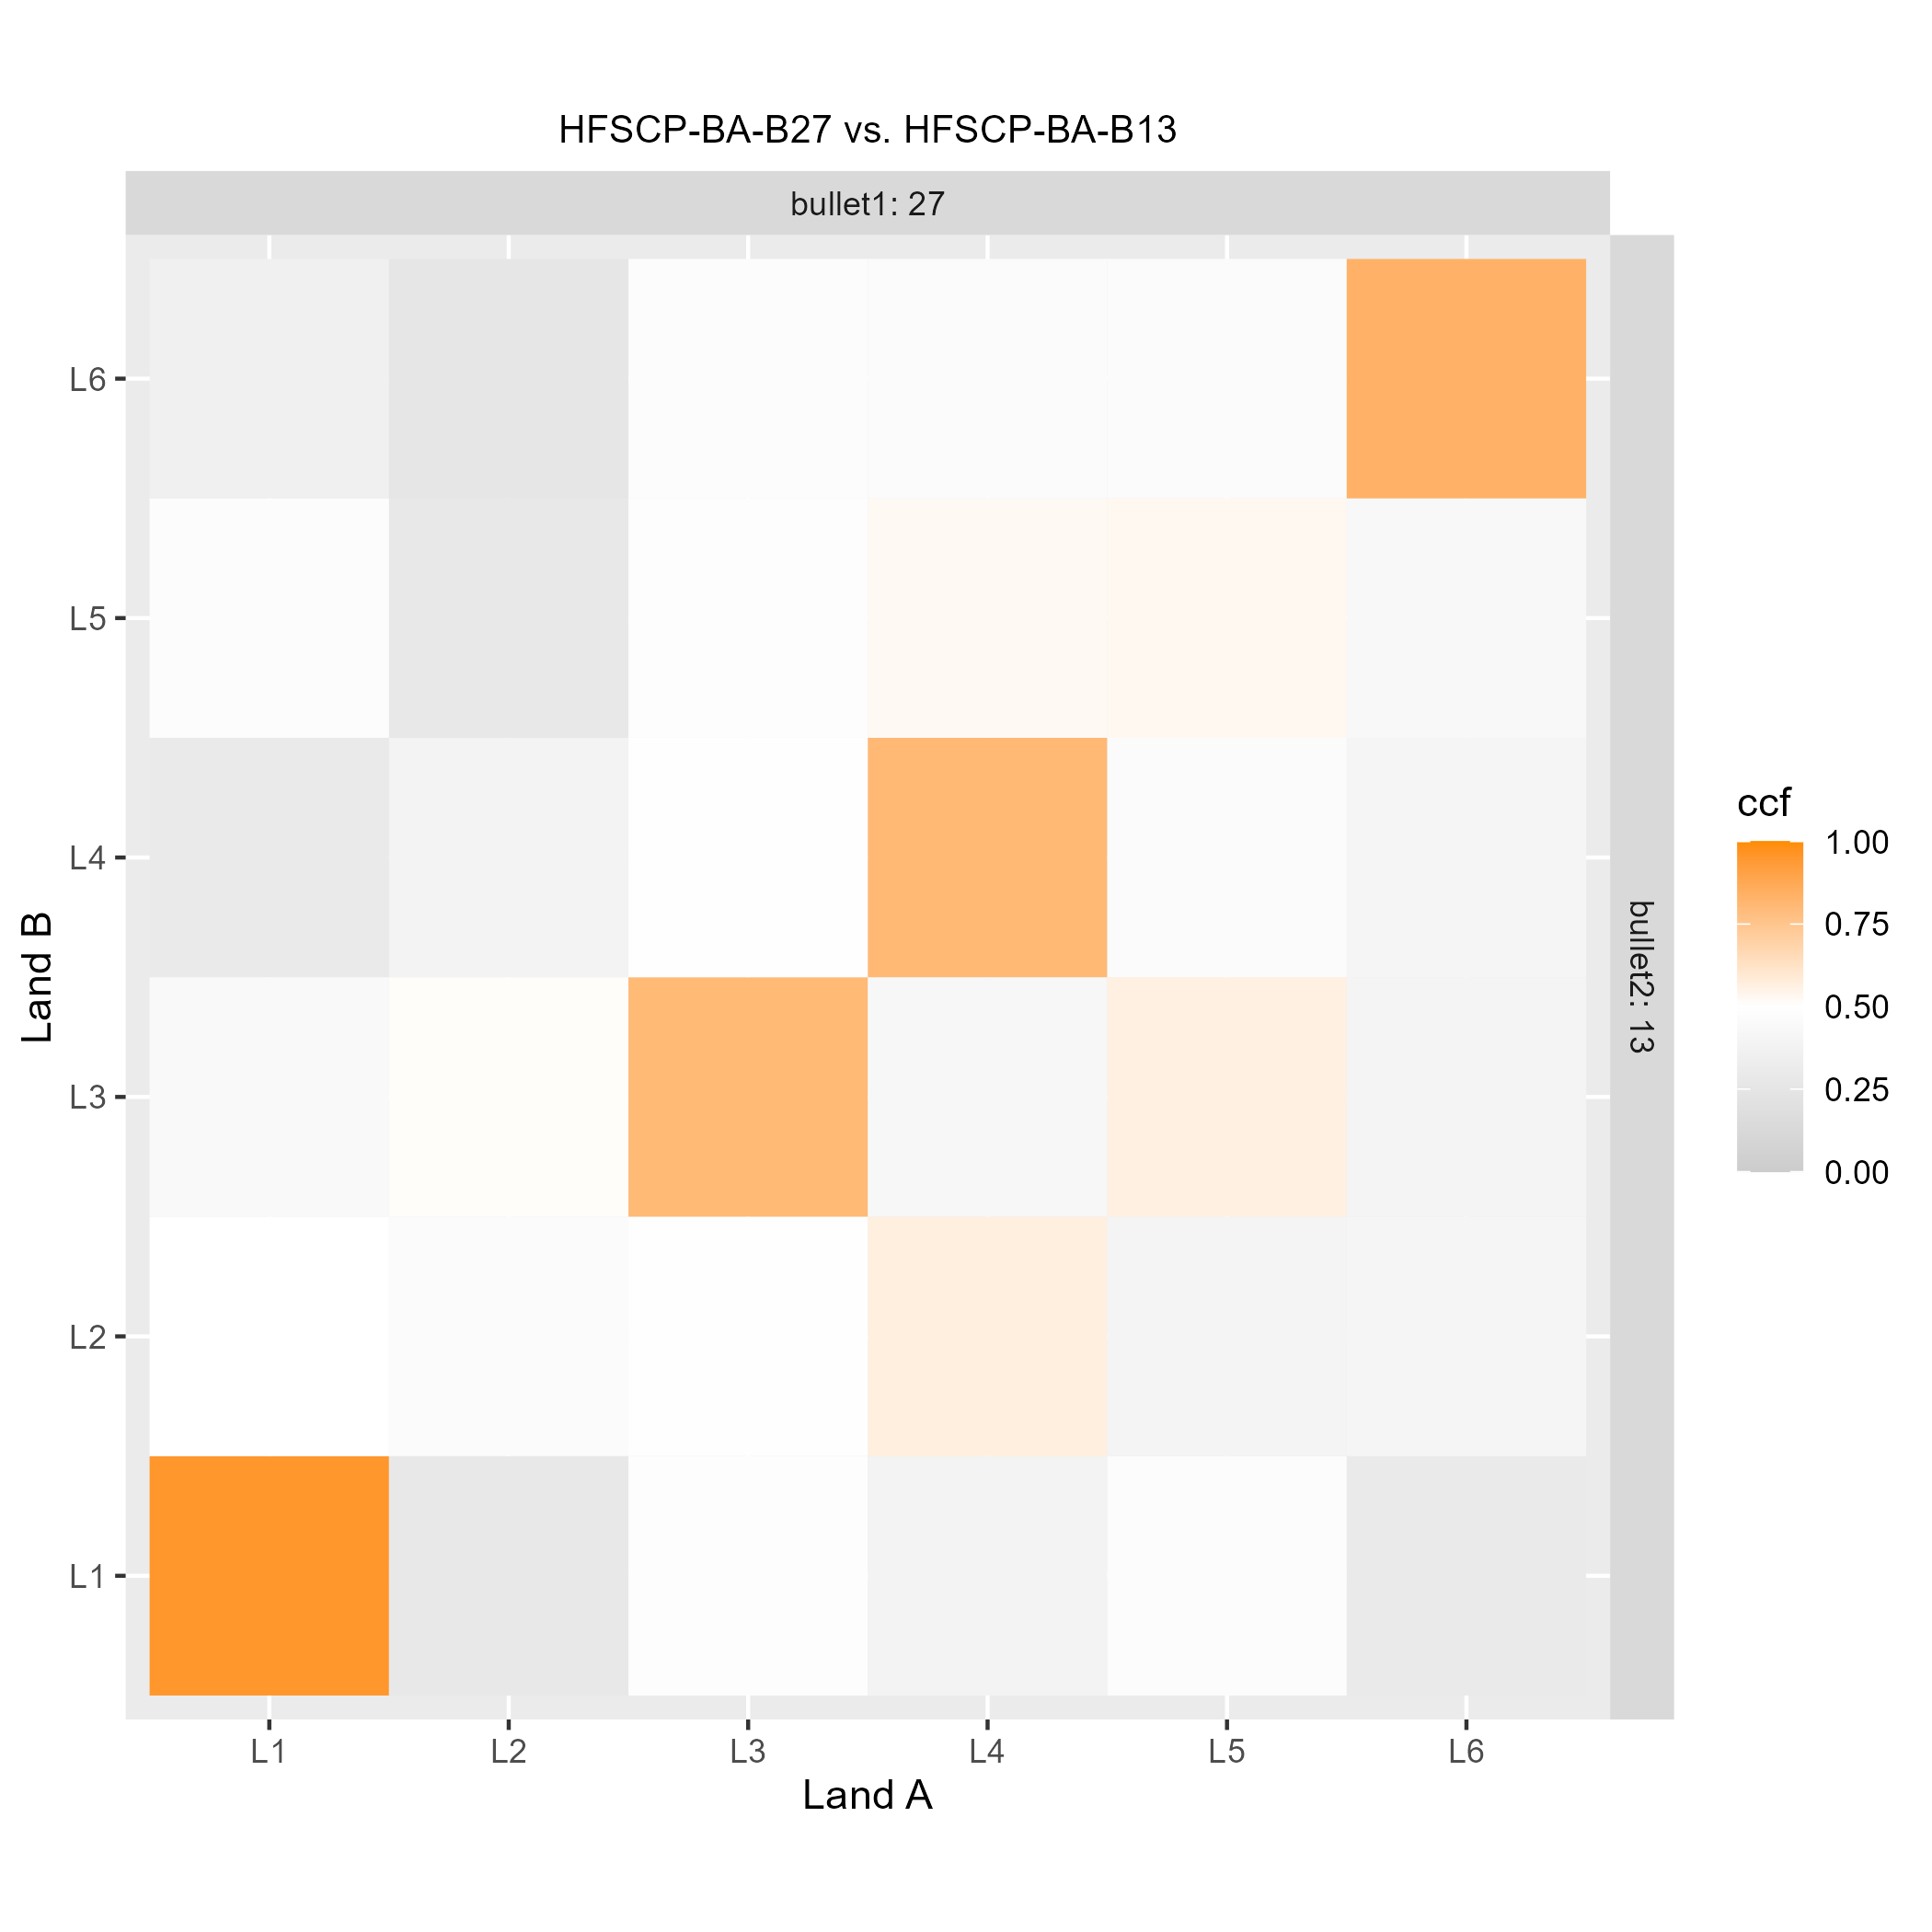 HFSCP-BA-B27 vs. HFSCP-BA-B13
bullet1: 27
L6
L5
L4
L3
L2
L1
Land B
bullet2: 13
ccf
1.00
0.75
0.50
0.25
0.00
L1 L2 L3 L4 L5 L6
Land A